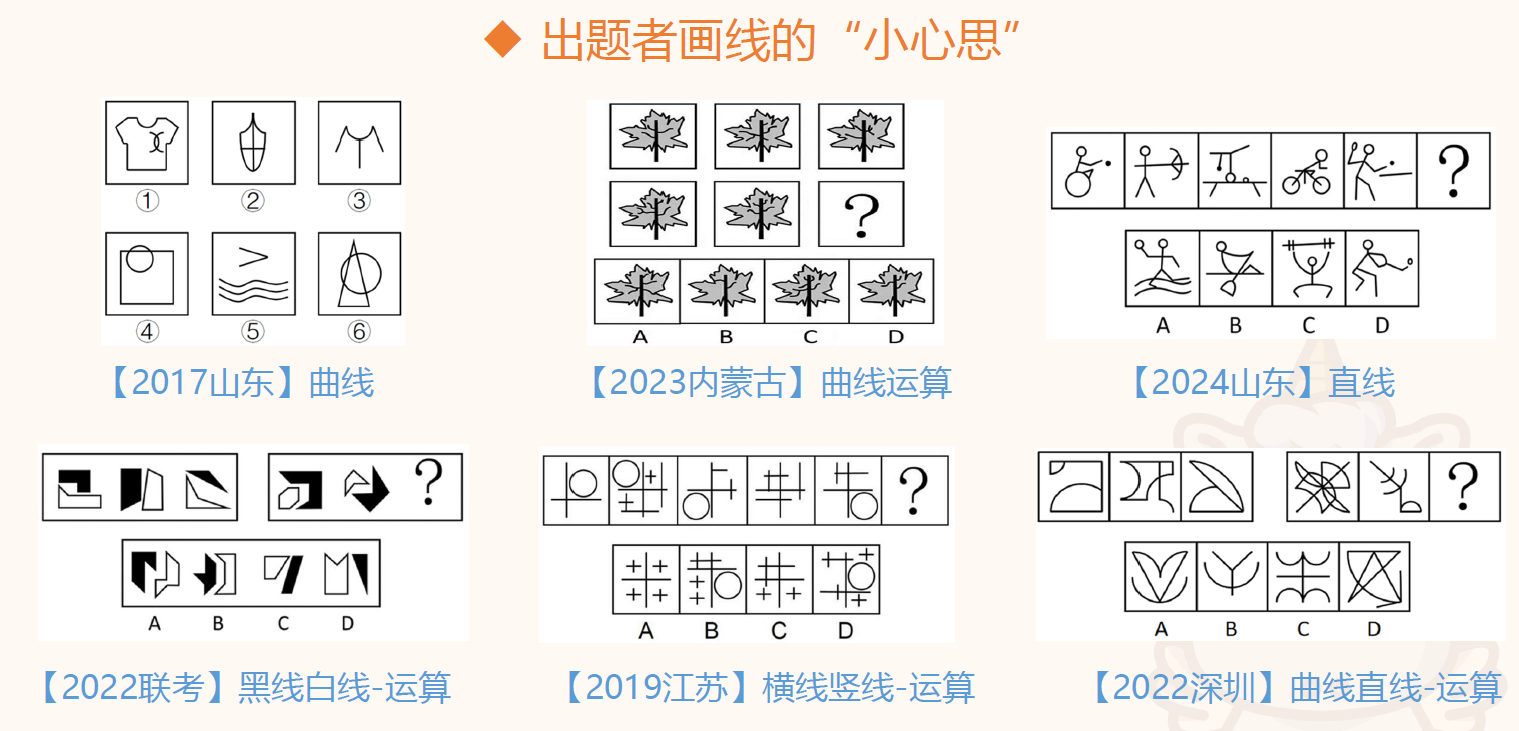 ◆ 出题者画线的“小心思”
① ② ③
④ ⑤ ⑥
【2017山东】曲线
?
A B C D
【2023内蒙古】曲线运算
?
A B C D
【2024山东】直线
?
A B C D
【2022联考】黑线白线-运算
?
A B C D
【2019江苏】横线竖线-运算
?
A B C D
【2022深圳】曲线直线-运算